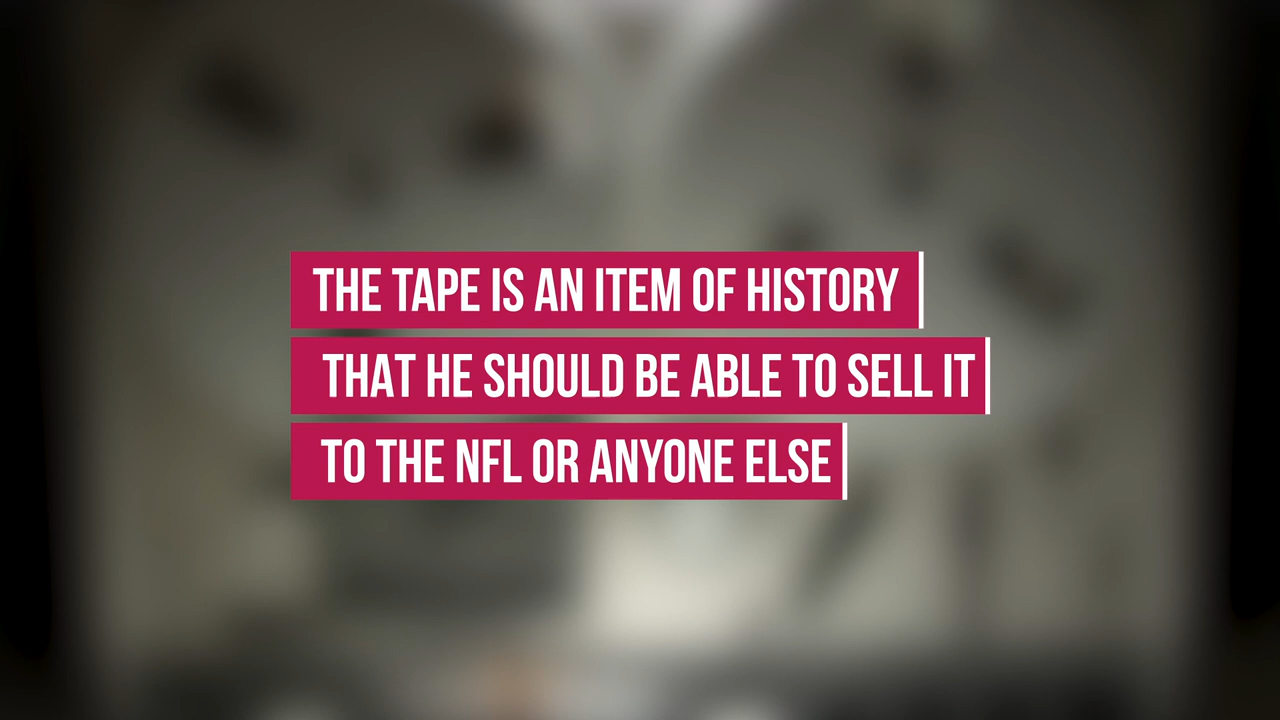 THE TAPE IS AN ITEM OF HISTORY
THAT HE SHOULD BE ABLE TO SELL IT
TO THE NFL OR ANYONE ELSE